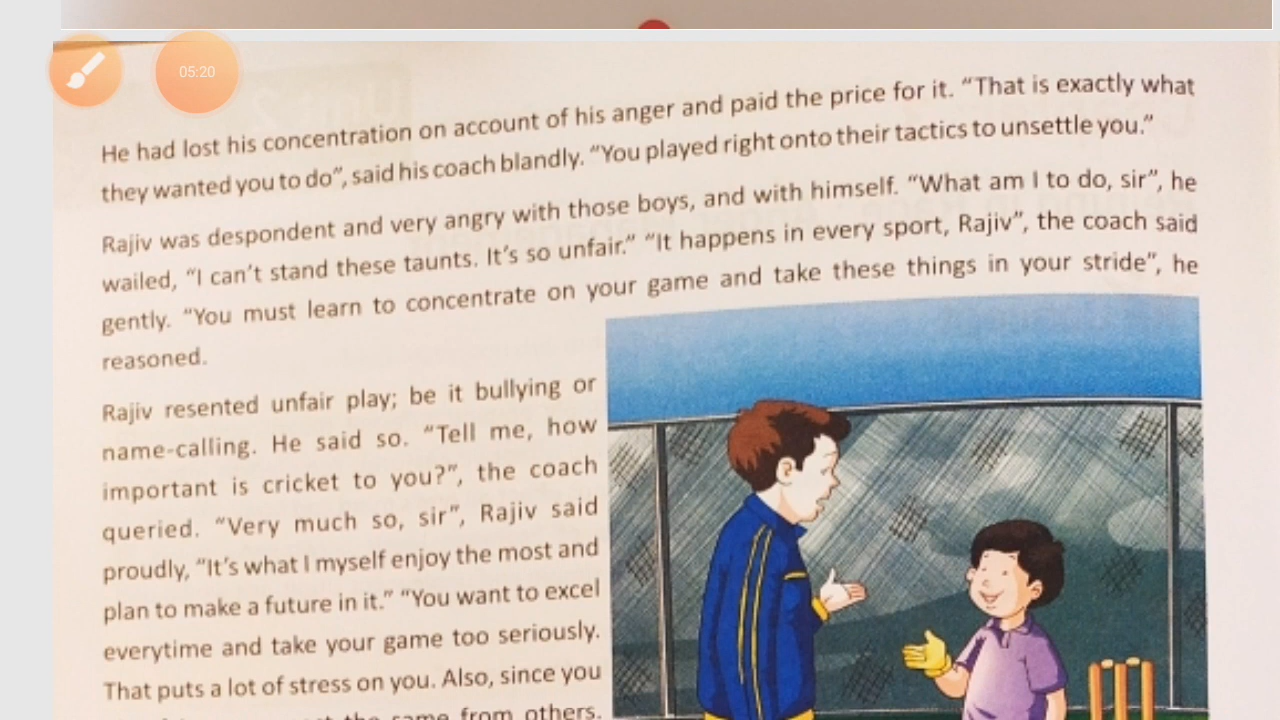 05:20
He had lost his concentration on account of his anger and paid the price for it. “That is exactly what
they wanted you to do”, said his coach blandly. “You played right onto their tactics to unsettle you.”
Rajiv was despondent and very angry with those boys, and with himself. “What am I to do, sir”, he
wailed, “I can’t stand these taunts. It’s so unfair.” “It happens in every sport, Rajiv”, the coach said
gently. “You must learn to concentrate on your game and take these things in your stride”, he
reasoned.
Rajiv resented unfair play; be it bullying or
name-calling. He said so. “Tell me, how
important is cricket to you?”, the coach
queried. “Very much so, sir”, Rajiv said
proudly, “It’s what I myself enjoy the most and
plan to make a future in it.” “You want to excel
everytime and take your game too seriously.
That puts a lot of stress on you. Also, since you
the same from others.